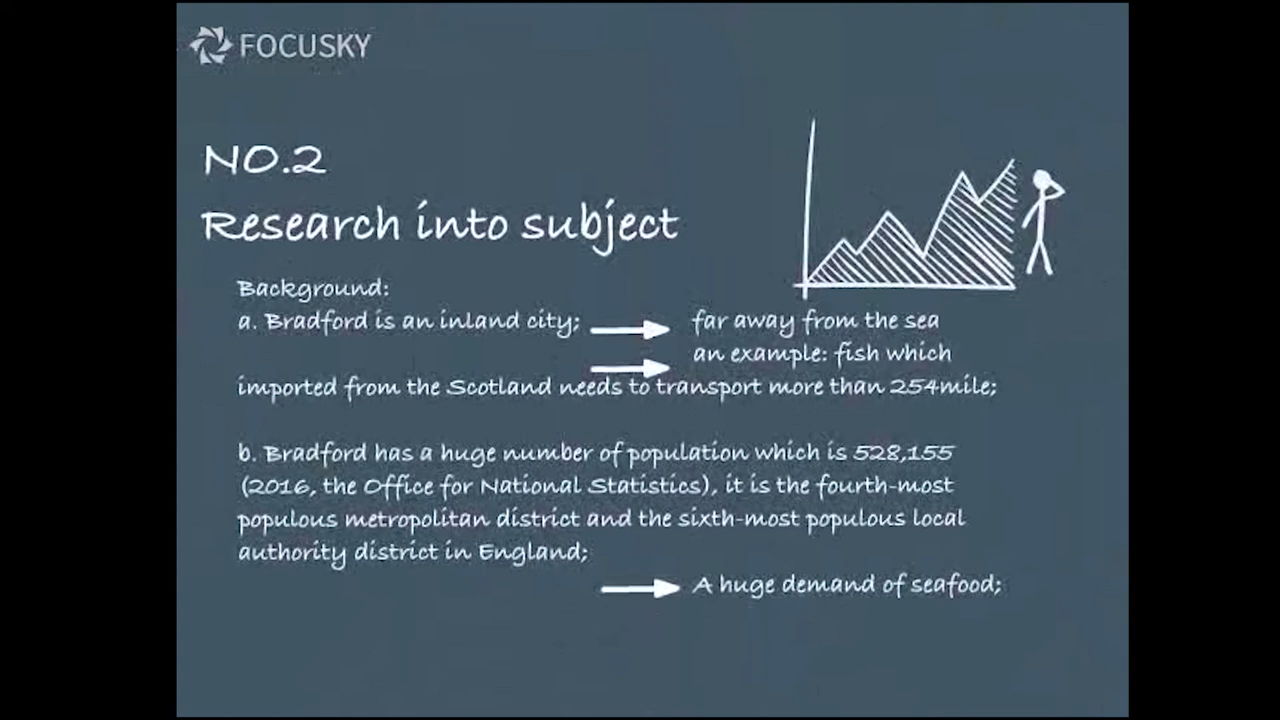 FOCUSKY
NO.2
Research into subject
Background:
a. Bradford is an inland city; far away from the sea
an example: fish which
imported from the Scotland needs to transport more than 254mile;
b. Bradford has a huge number of population which is 528,155
(2016, the Office for National Statistics), it is the fourth-most
populous metropolitan district and the sixth-most populous local
authority district in England;
A huge demand of seafood;